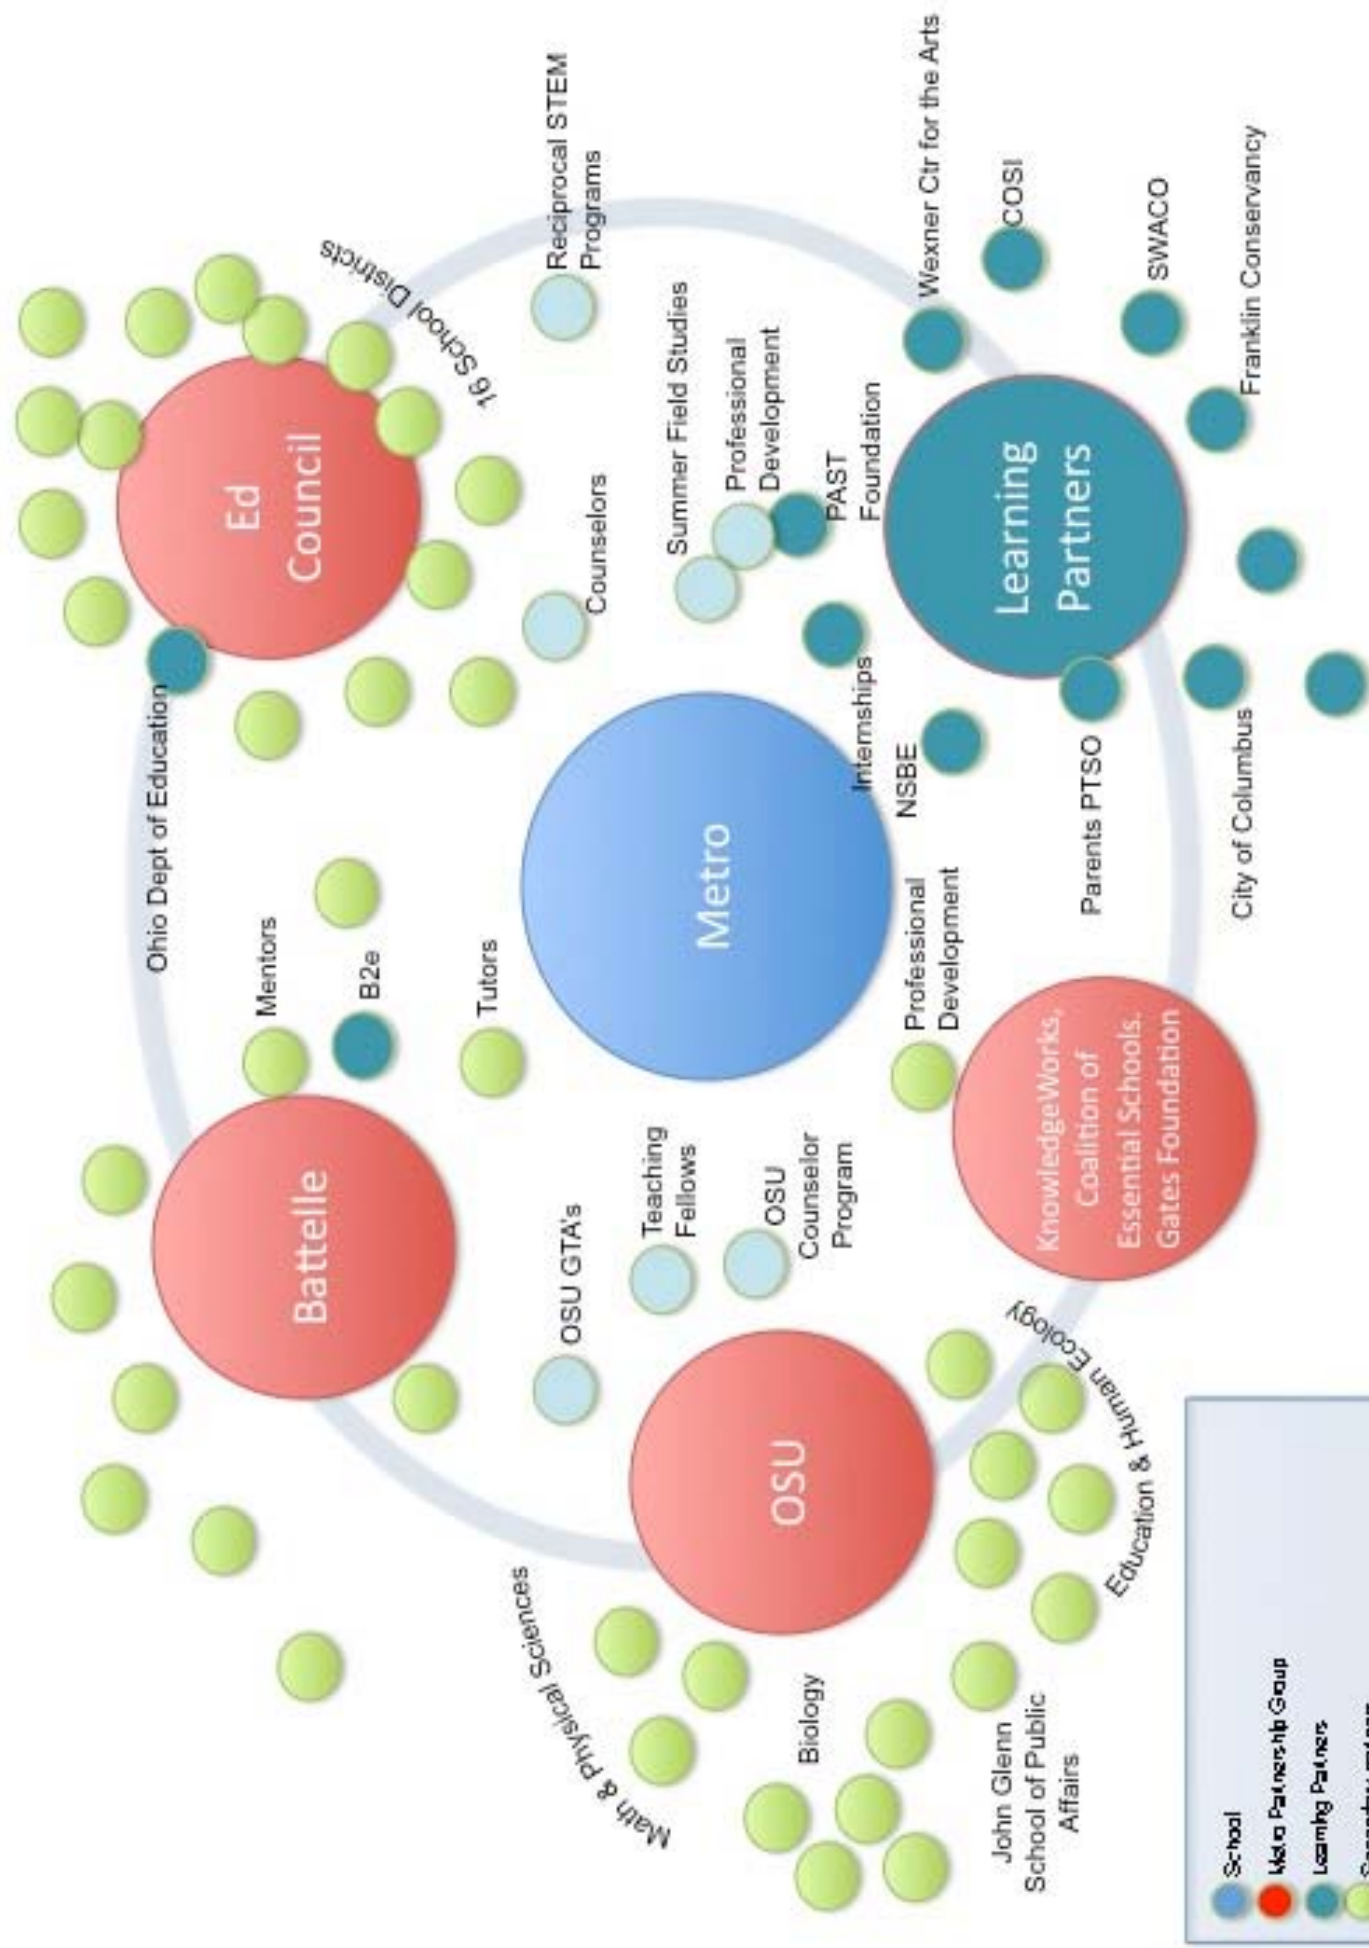 Ohio Dept of Education
Ed
Council
16 School Districts
Battelle
Mentors
B2e
Tutors
Counselors
Reciprocal STEM
Programs
OSU GTA's
Teaching
Fellows
OSU
Counselor
Program
Metro
Summer Field Studies
Professional
Development
PAST
Foundation
Internships
NSBE
Wexner Ctr for the Arts
COSI
SWACO
Franklin Conservancy
Learning
Partners
Parents PTSO
City of Columbus
Professional
Development
KnowledgeWorks,
Coalition of
Essential Schools.
Gates Foundation
OSU
Math & Physical Sciences
Biology
John Glenn
School of Public
Affairs
Education & Human Ecology
School
Metro Partnership Group
Learning Partners